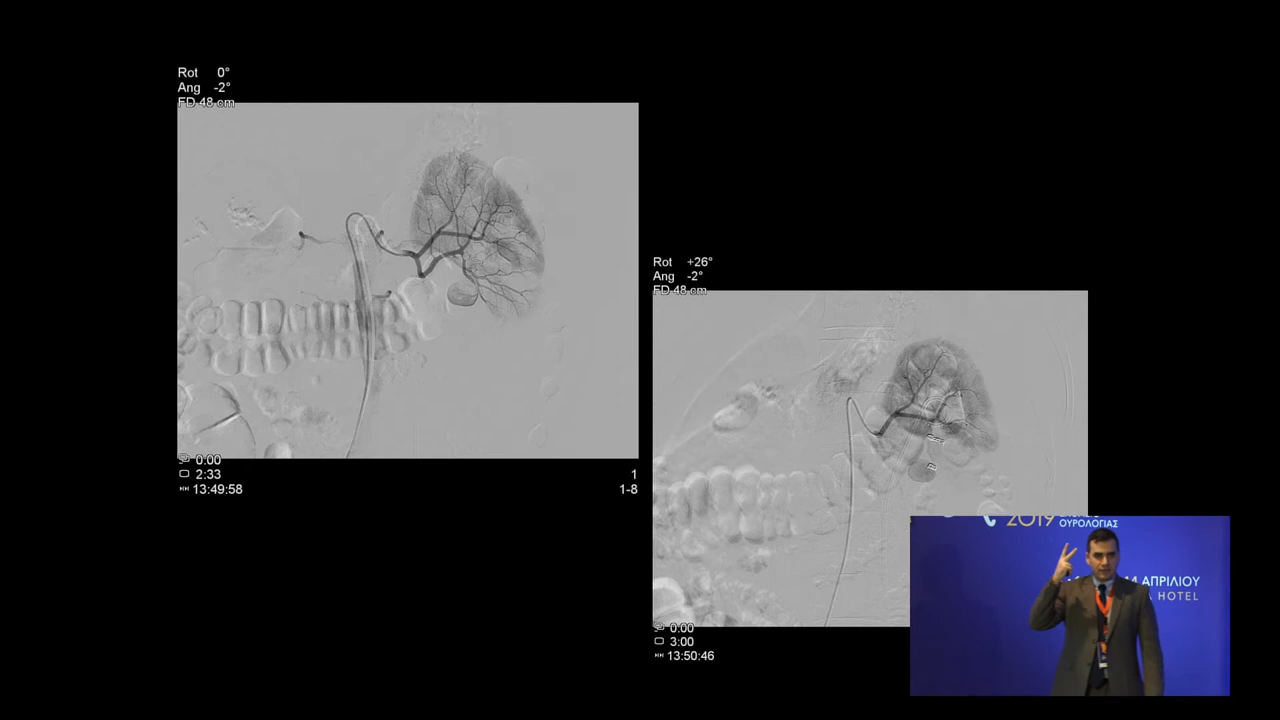 Rot 0°
Ang -2°
FD 48 cm
0:00
2:33
13:49:58
1
1-8
Rot +26°
Ang -2°
FD 48 cm
0:00
3:00
13:50:46
2019
ΟΥΡΟΛΟΓΙΑΣ
14 ΑΠΡΙΛΙΟΥ
HOTEL